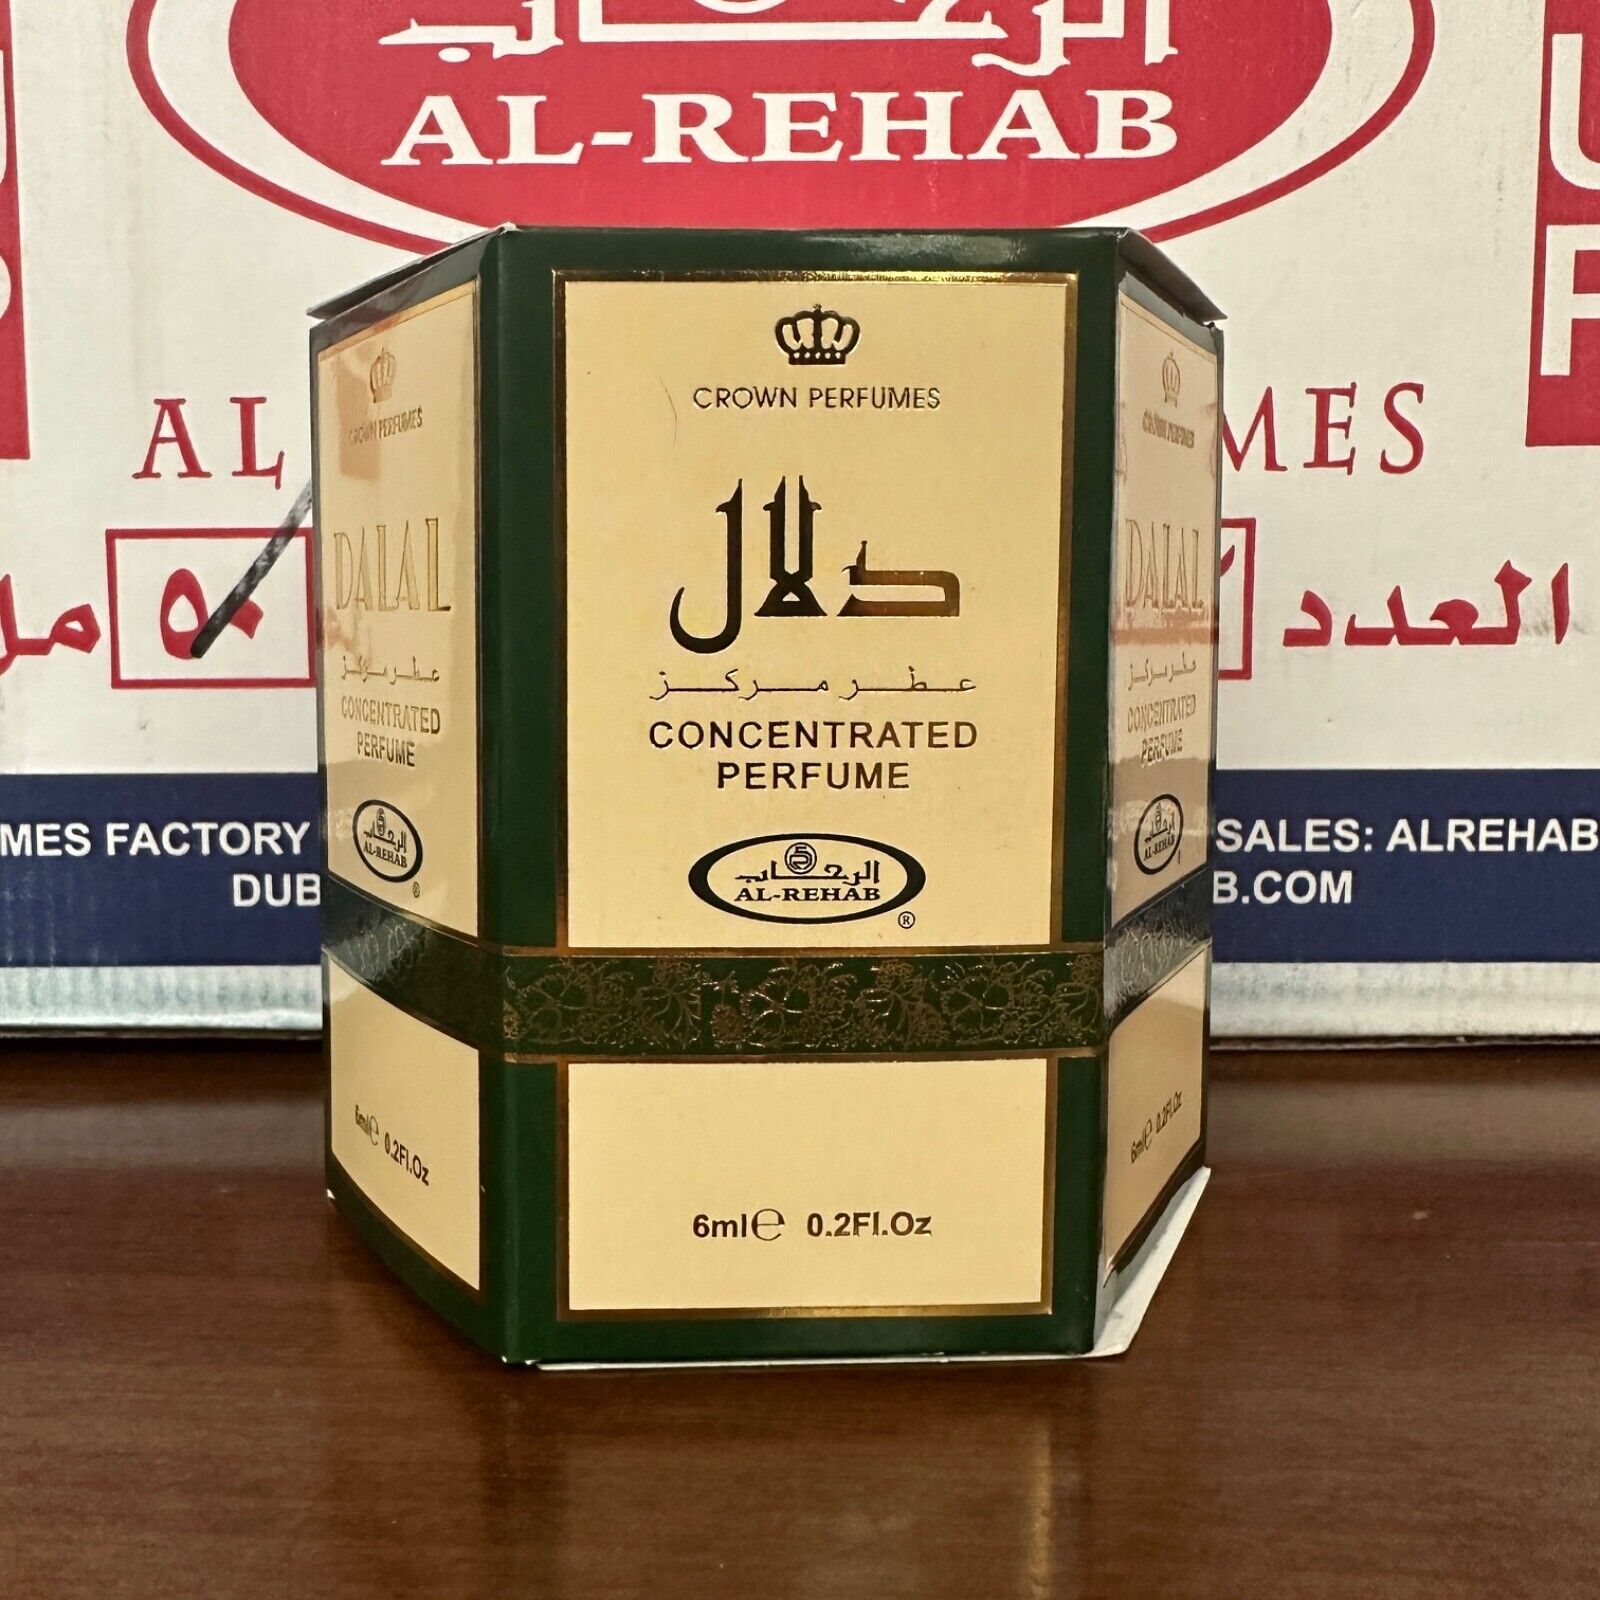 الرحاب
AL-REHAB
AL
MES
٥٠
العدد
MES FACTORY
DUB
SALES: ALREHAB
B.COM
CROWN PERFUMES
دلال
عطر مركز
CONCENTRATED
PERFUME
الرحاب
AL-REHAB
®
6ml℮ 0.2Fl.Oz
CROWN PERFUMES
DALAL
عطر مركز
CONCENTRATED
PERFUME
الرحاب
AL-REHAB
®
6ml℮ 0.2Fl.Oz
CROWN PERFUMES
DALAL
عطر مركز
CONCENTRATED
PERFUME
الرحاب
AL-REHAB
6ml℮ 0.2Fl.Oz